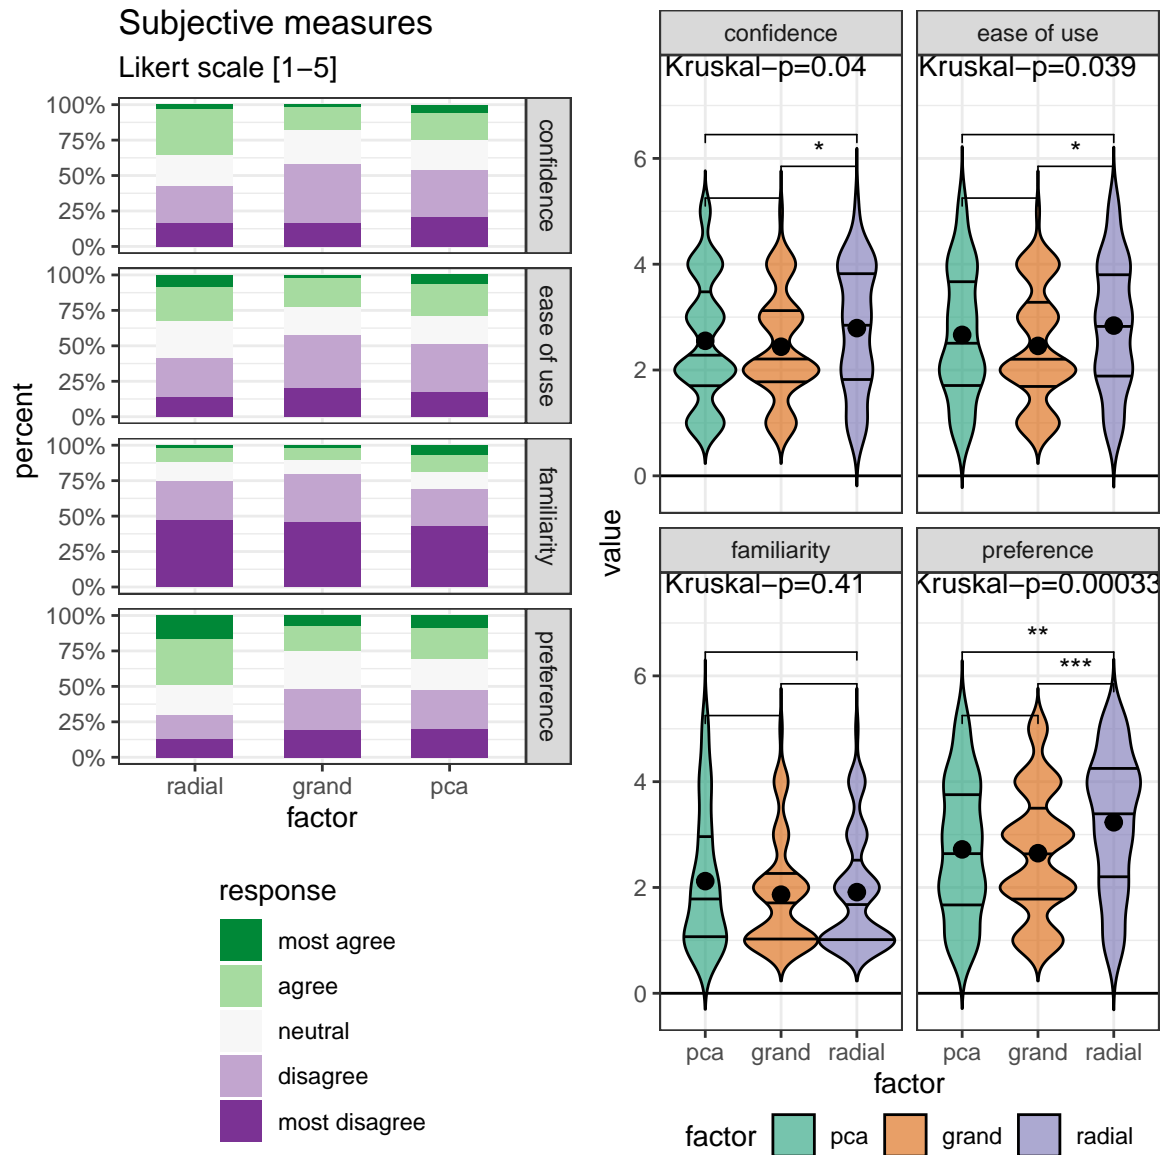 Subjective measures
Likert scale [1−5]
percent
100%
75%
50%
25%
0%
confidence
100%
75%
50%
25%
0%
ease of use
100%
75%
50%
25%
0%
familiarity
100%
75%
50%
25%
0%
preference
radial grand pca
factor
response
most agree
agree
neutral
disagree
most disagree
value
confidence
Kruskal−p=0.04
*
6
4
2
0
ease of use
Kruskal−p=0.039
*
familiarity
Kruskal−p=0.41
6
4
2
0
preference
Kruskal−p=0.00033
**
***
pca grand radial
pca grand radial
factor
factor pca grand radial